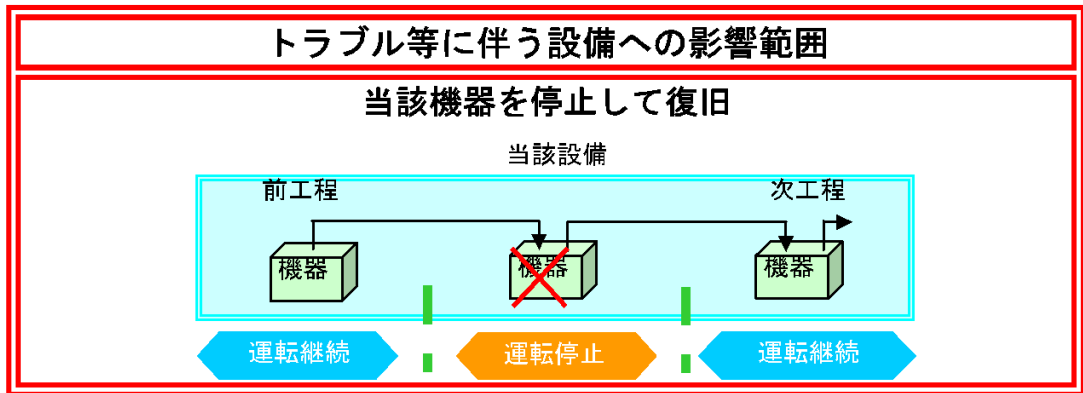 トラブル等に伴う設備への影響範囲
当該機器を停止して復旧
当該設備
前工程
次工程
機器
機器
機器
運転継続
運転停止
運転継続